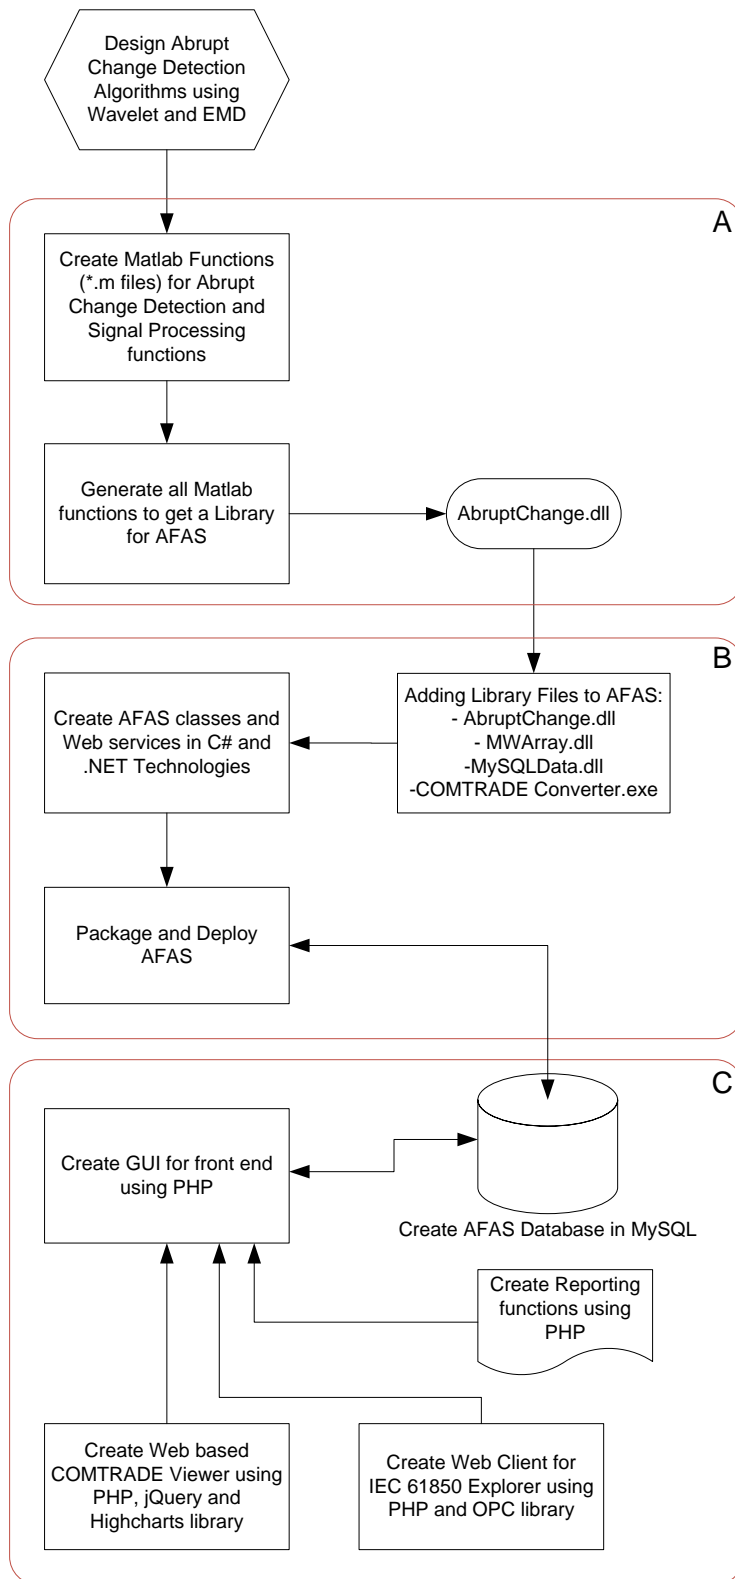 Design Abrupt
Change Detection
Algorithms using
Wavelet and EMD
A
Create Matlab Functions
(*.m files) for Abrupt
Change Detection and
Signal Processing
functions
Generate all Matlab
functions to get a Library
for AFAS
AbruptChange.dll
B
Adding Library Files to AFAS:
- AbruptChange.dll
- MWArray.dll
-MySQLData.dll
-COMTRADE Converter.exe
Create AFAS classes and
Web services in C# and
.NET Technologies
Package and Deploy
AFAS
C
Create GUI for front end
using PHP
Create AFAS Database in MySQL
Create Reporting
functions using
PHP
Create Web based
COMTRADE Viewer using
PHP, jQuery and
Highcharts library
Create Web Client for
IEC 61850 Explorer using
PHP and OPC library